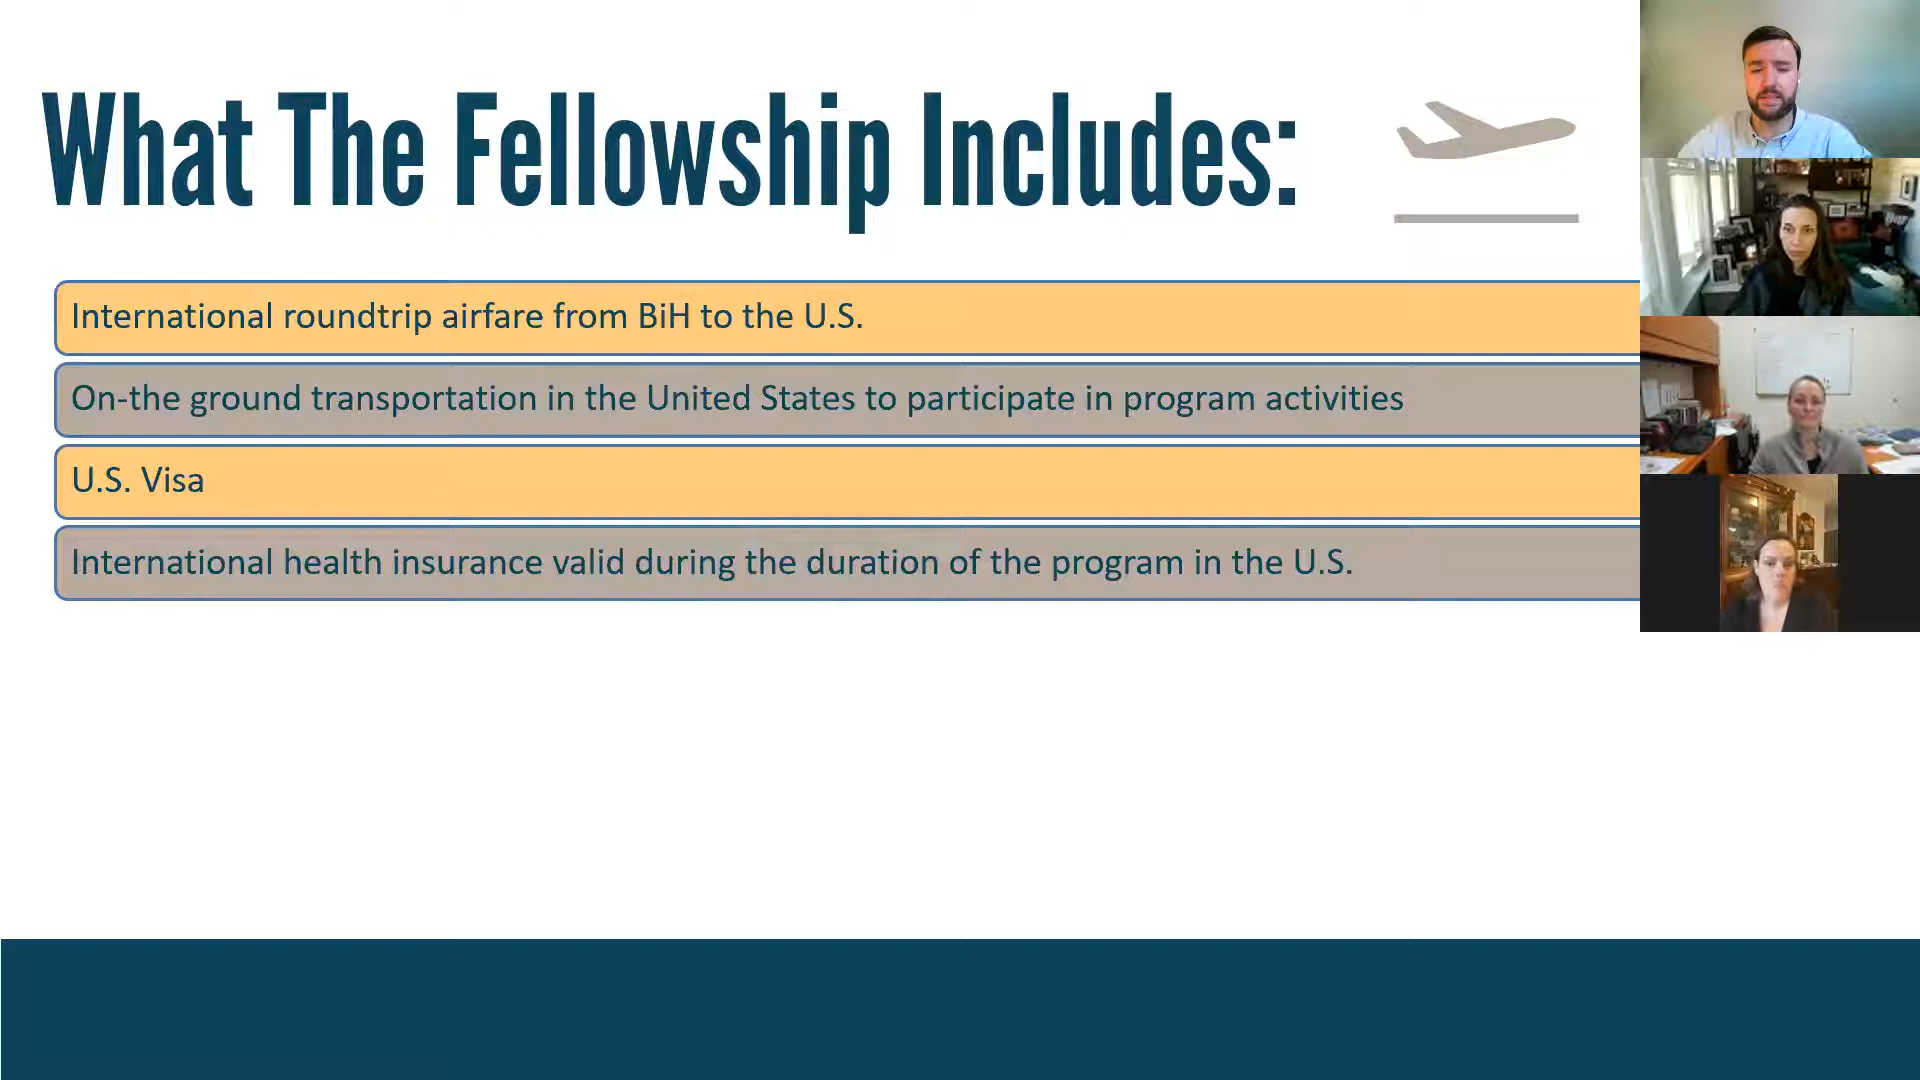 What The Fellowship Includes:
International roundtrip airfare from BiH to the U.S.
On-the ground transportation in the United States to participate in program activities
U.S. Visa
International health insurance valid during the duration of the program in the U.S.